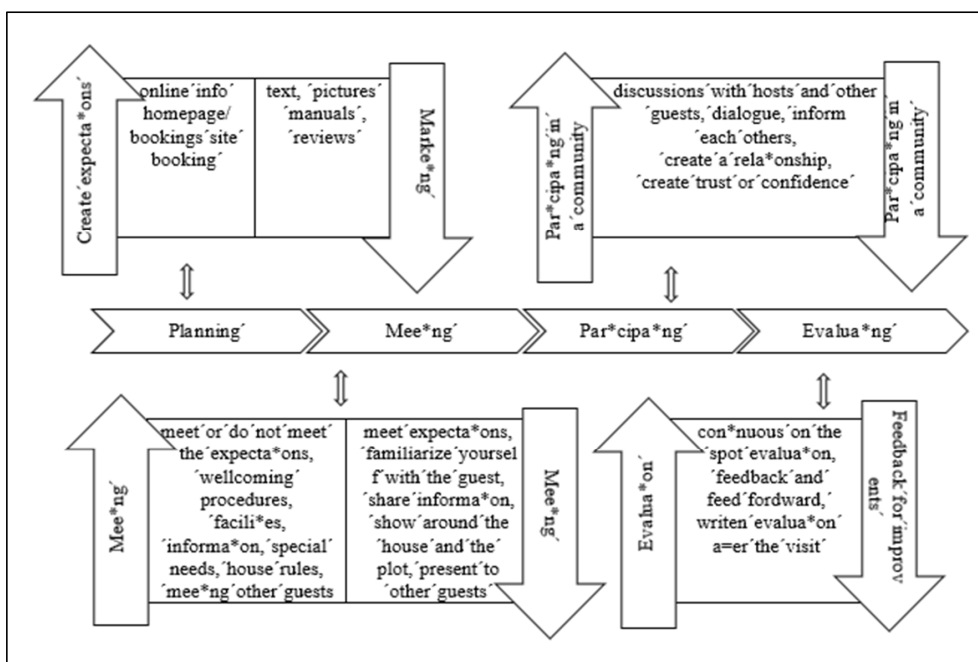 Create´expecta*ons´
online´info´
homepage/
bookings´site´
booking´
text, ´pictures´
´manuals´,
´reviews´
Marke*ng´
Par*cipa*ng´in´
a´community´
discussions´with´hosts´and´other´
guests,´dialogue,´inform´
each´others,
´create´a´rela*onship,
´create´trust´or´confidence´
Par*cipa*ng´in´
a´community´
Planning´
Mee*ng´
Par*cipa*ng´
Evalua*ng´
Mee*ng´
meet´or´do´not´meet´
the´expecta*ons,
´wellcoming´
procedures,
´facili*es,
´informa*on,´special´
needs,´house´rules,
´mee*ng´other´guests
meet´expecta*ons,
´familiarize´yoursel
f´with´the´guest,
´share´informa*on,
´show´around´the
´house´and´the´
plot,´present´to
´other´guests´
Mee*ng´
Evalua*on´
con*nuous´on´the
´spot´evalua*on,
´feedback´and´
feed´fordward,´
writen´evalua*on´
a=er´the´visit´
Feedback´for´improv
ents´